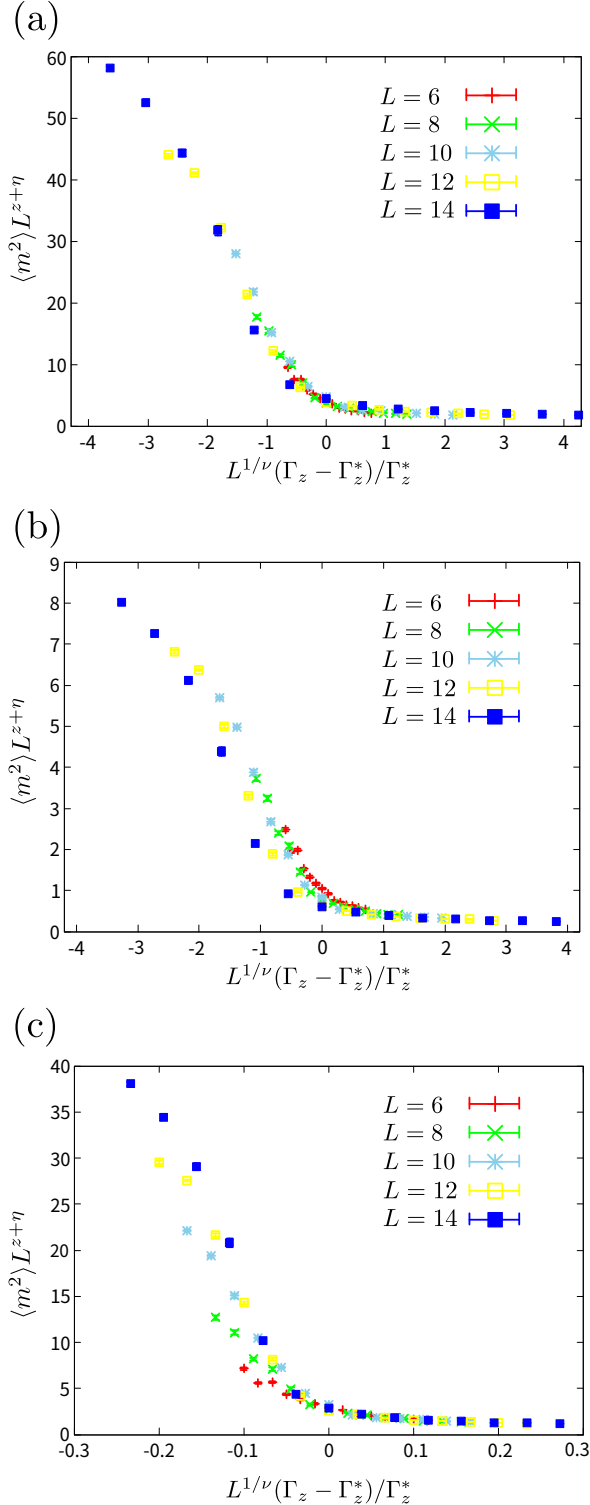 (a)
60
50
40
30
20
10
0
-4 -3 -2 -1 0 1 2 3 4
⟨m²⟩L^{z+η}
L = 6
L = 8
L = 10
L = 12
L = 14
L^{1/ν}(Γ_z − Γ_z^*)/Γ_z^*
(b)
9
8
7
6
5
4
3
2
1
0
-4 -3 -2 -1 0 1 2 3 4
⟨m²⟩L^{z+η}
L = 6
L = 8
L = 10
L = 12
L = 14
L^{1/ν}(Γ_z − Γ_z^*)/Γ_z^*
(c)
40
35
30
25
20
15
10
5
0
-0.3 -0.2 -0.1 0 0.1 0.2 0.3
⟨m²⟩L^{z+η}
L = 6
L = 8
L = 10
L = 12
L = 14
L^{1/ν}(Γ_z − Γ_z^*)/Γ_z^*